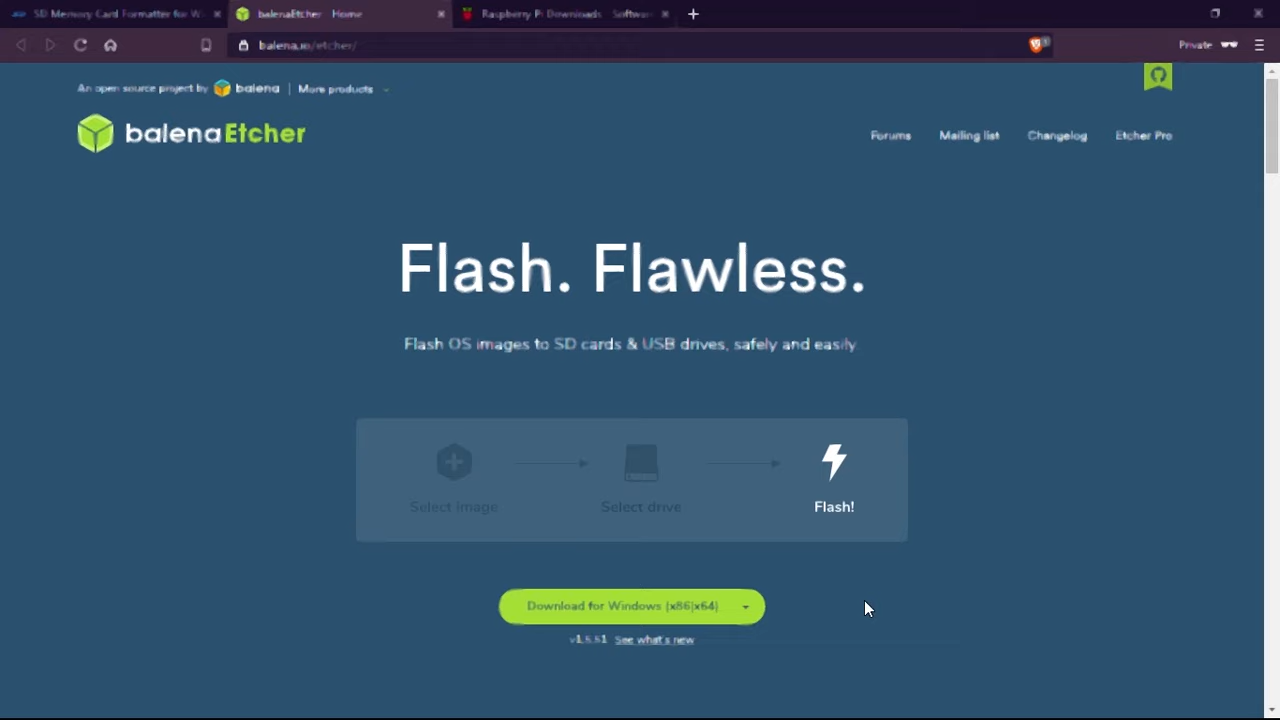 SD Memory Card Formatter for W
balenaEtcher Home
Raspberry Pi Downloads Softwar
balena.io/etcher/
Private
An open source project by balena | More products
balenaEtcher
Forums
Mailing list
Changelog
Etcher Pro
Flash. Flawless.
Flash OS images to SD cards & USB drives, safely and easily.
Select image
Select drive
Flash!
Download for Windows (x86|x64)
See what's new